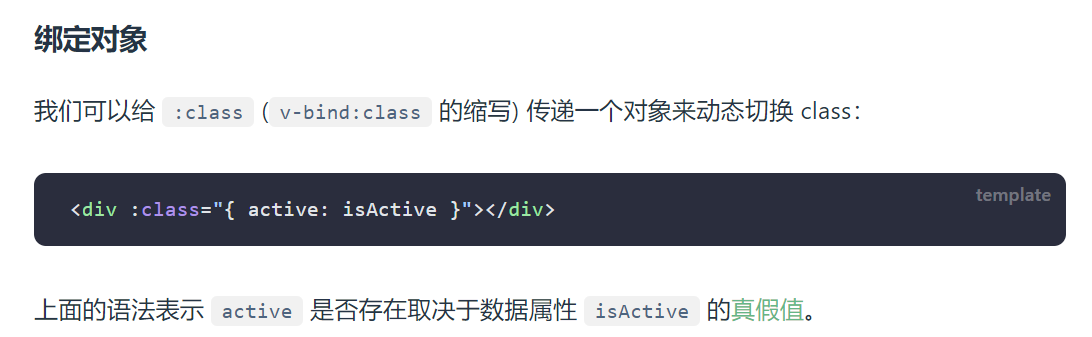 绑定对象
我们可以给 :class (v-bind:class 的缩写) 传递一个对象来动态切换 class：
template
<div :class="{ active: isActive }"></div>
上面的语法表示 active 是否存在取决于数据属性 isActive 的真假值。